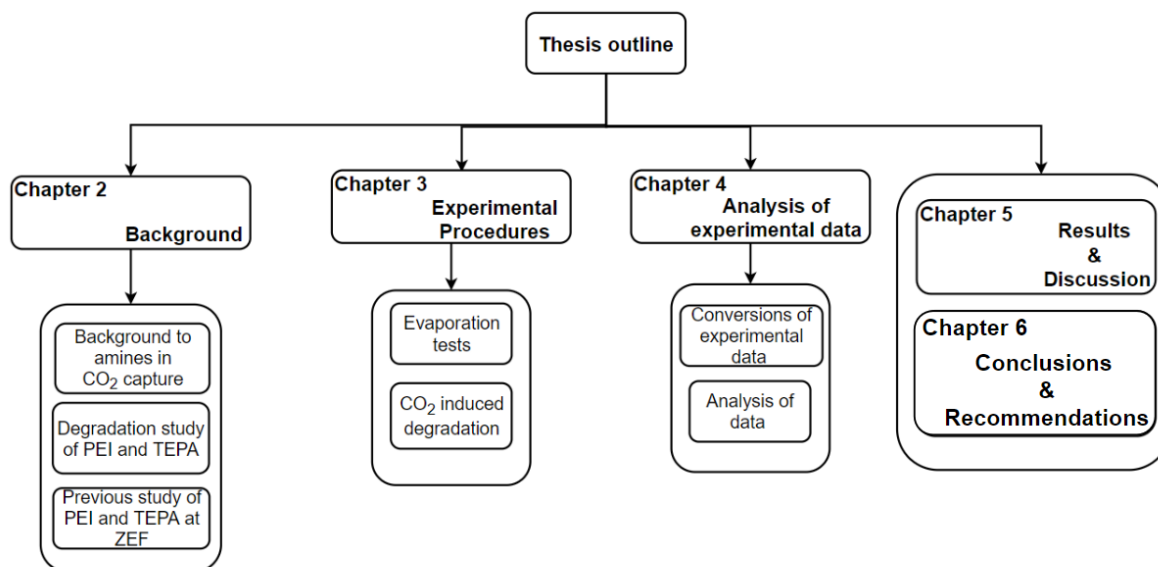 Thesis outline
Chapter 2
Background
Background to
amines in
CO₂ capture
Degradation study
of PEI and TEPA
Previous study of
PEI and TEPA at
ZEF
Chapter 3
Experimental
Procedures
Evaporation
tests
CO₂ induced
degradation
Chapter 4
Analysis of
experimental data
Conversions of
experimental
data
Analysis of
data
Chapter 5
Results
&
Discussion
Chapter 6
Conclusions
&
Recommendations